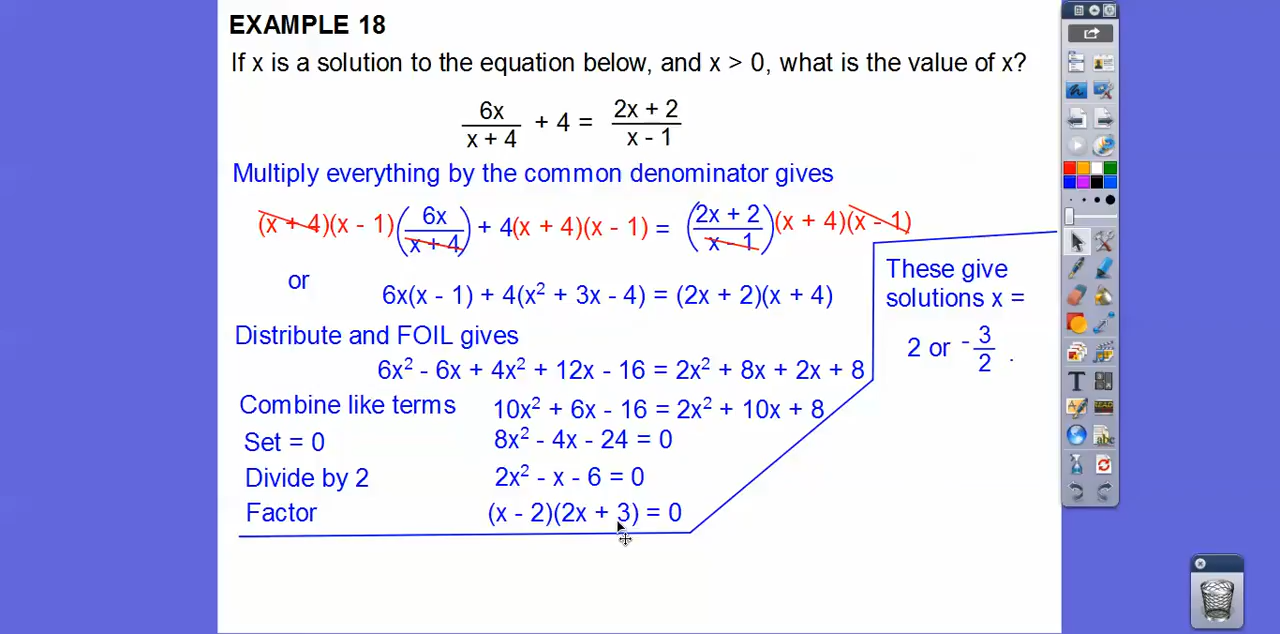 EXAMPLE 18
If x is a solution to the equation below, and x > 0, what is the value of x?
6x/(x + 4) + 4 = (2x + 2)/(x - 1)
Multiply everything by the common denominator gives
(x + 4)(x - 1)(6x/(x + 4)) + 4(x + 4)(x - 1) = ((2x + 2)/(x - 1))(x + 4)(x - 1)
or
6x(x - 1) + 4(x² + 3x - 4) = (2x + 2)(x + 4)
Distribute and FOIL gives
6x² - 6x + 4x² + 12x - 16 = 2x² + 8x + 2x + 8
Combine like terms 10x² + 6x - 16 = 2x² + 10x + 8
Set = 0 8x² - 4x - 24 = 0
Divide by 2 2x² - x - 6 = 0
Factor (x - 2)(2x + 3) = 0
These give
solutions x =
2 or -3/2 .